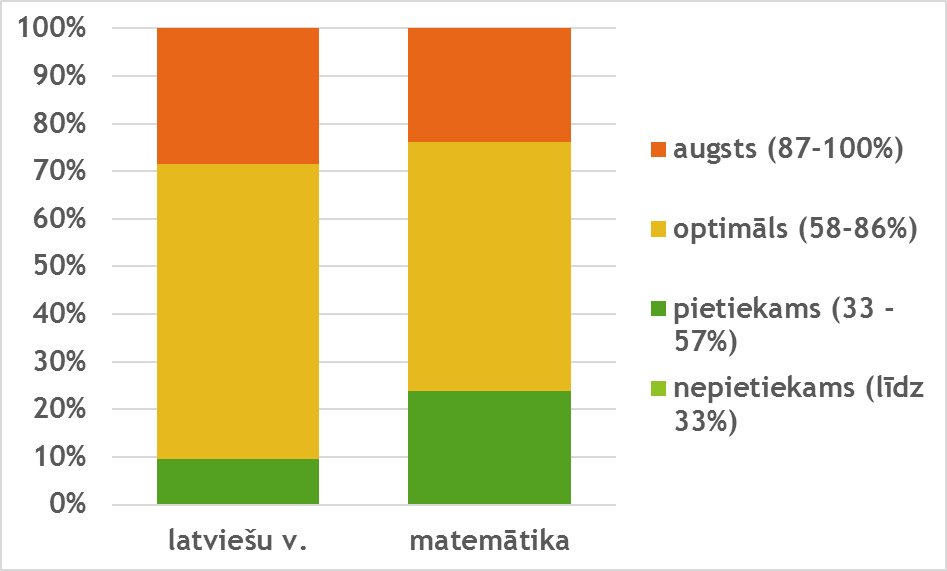 100%
90%
80%
70%
60%
50%
40%
30%
20%
10%
0%
latviešu v.
matemātika
augsts (87-100%)
optimāls (58-86%)
pietiekams (33 -
57%)
nepietiekams (līdz
33%)